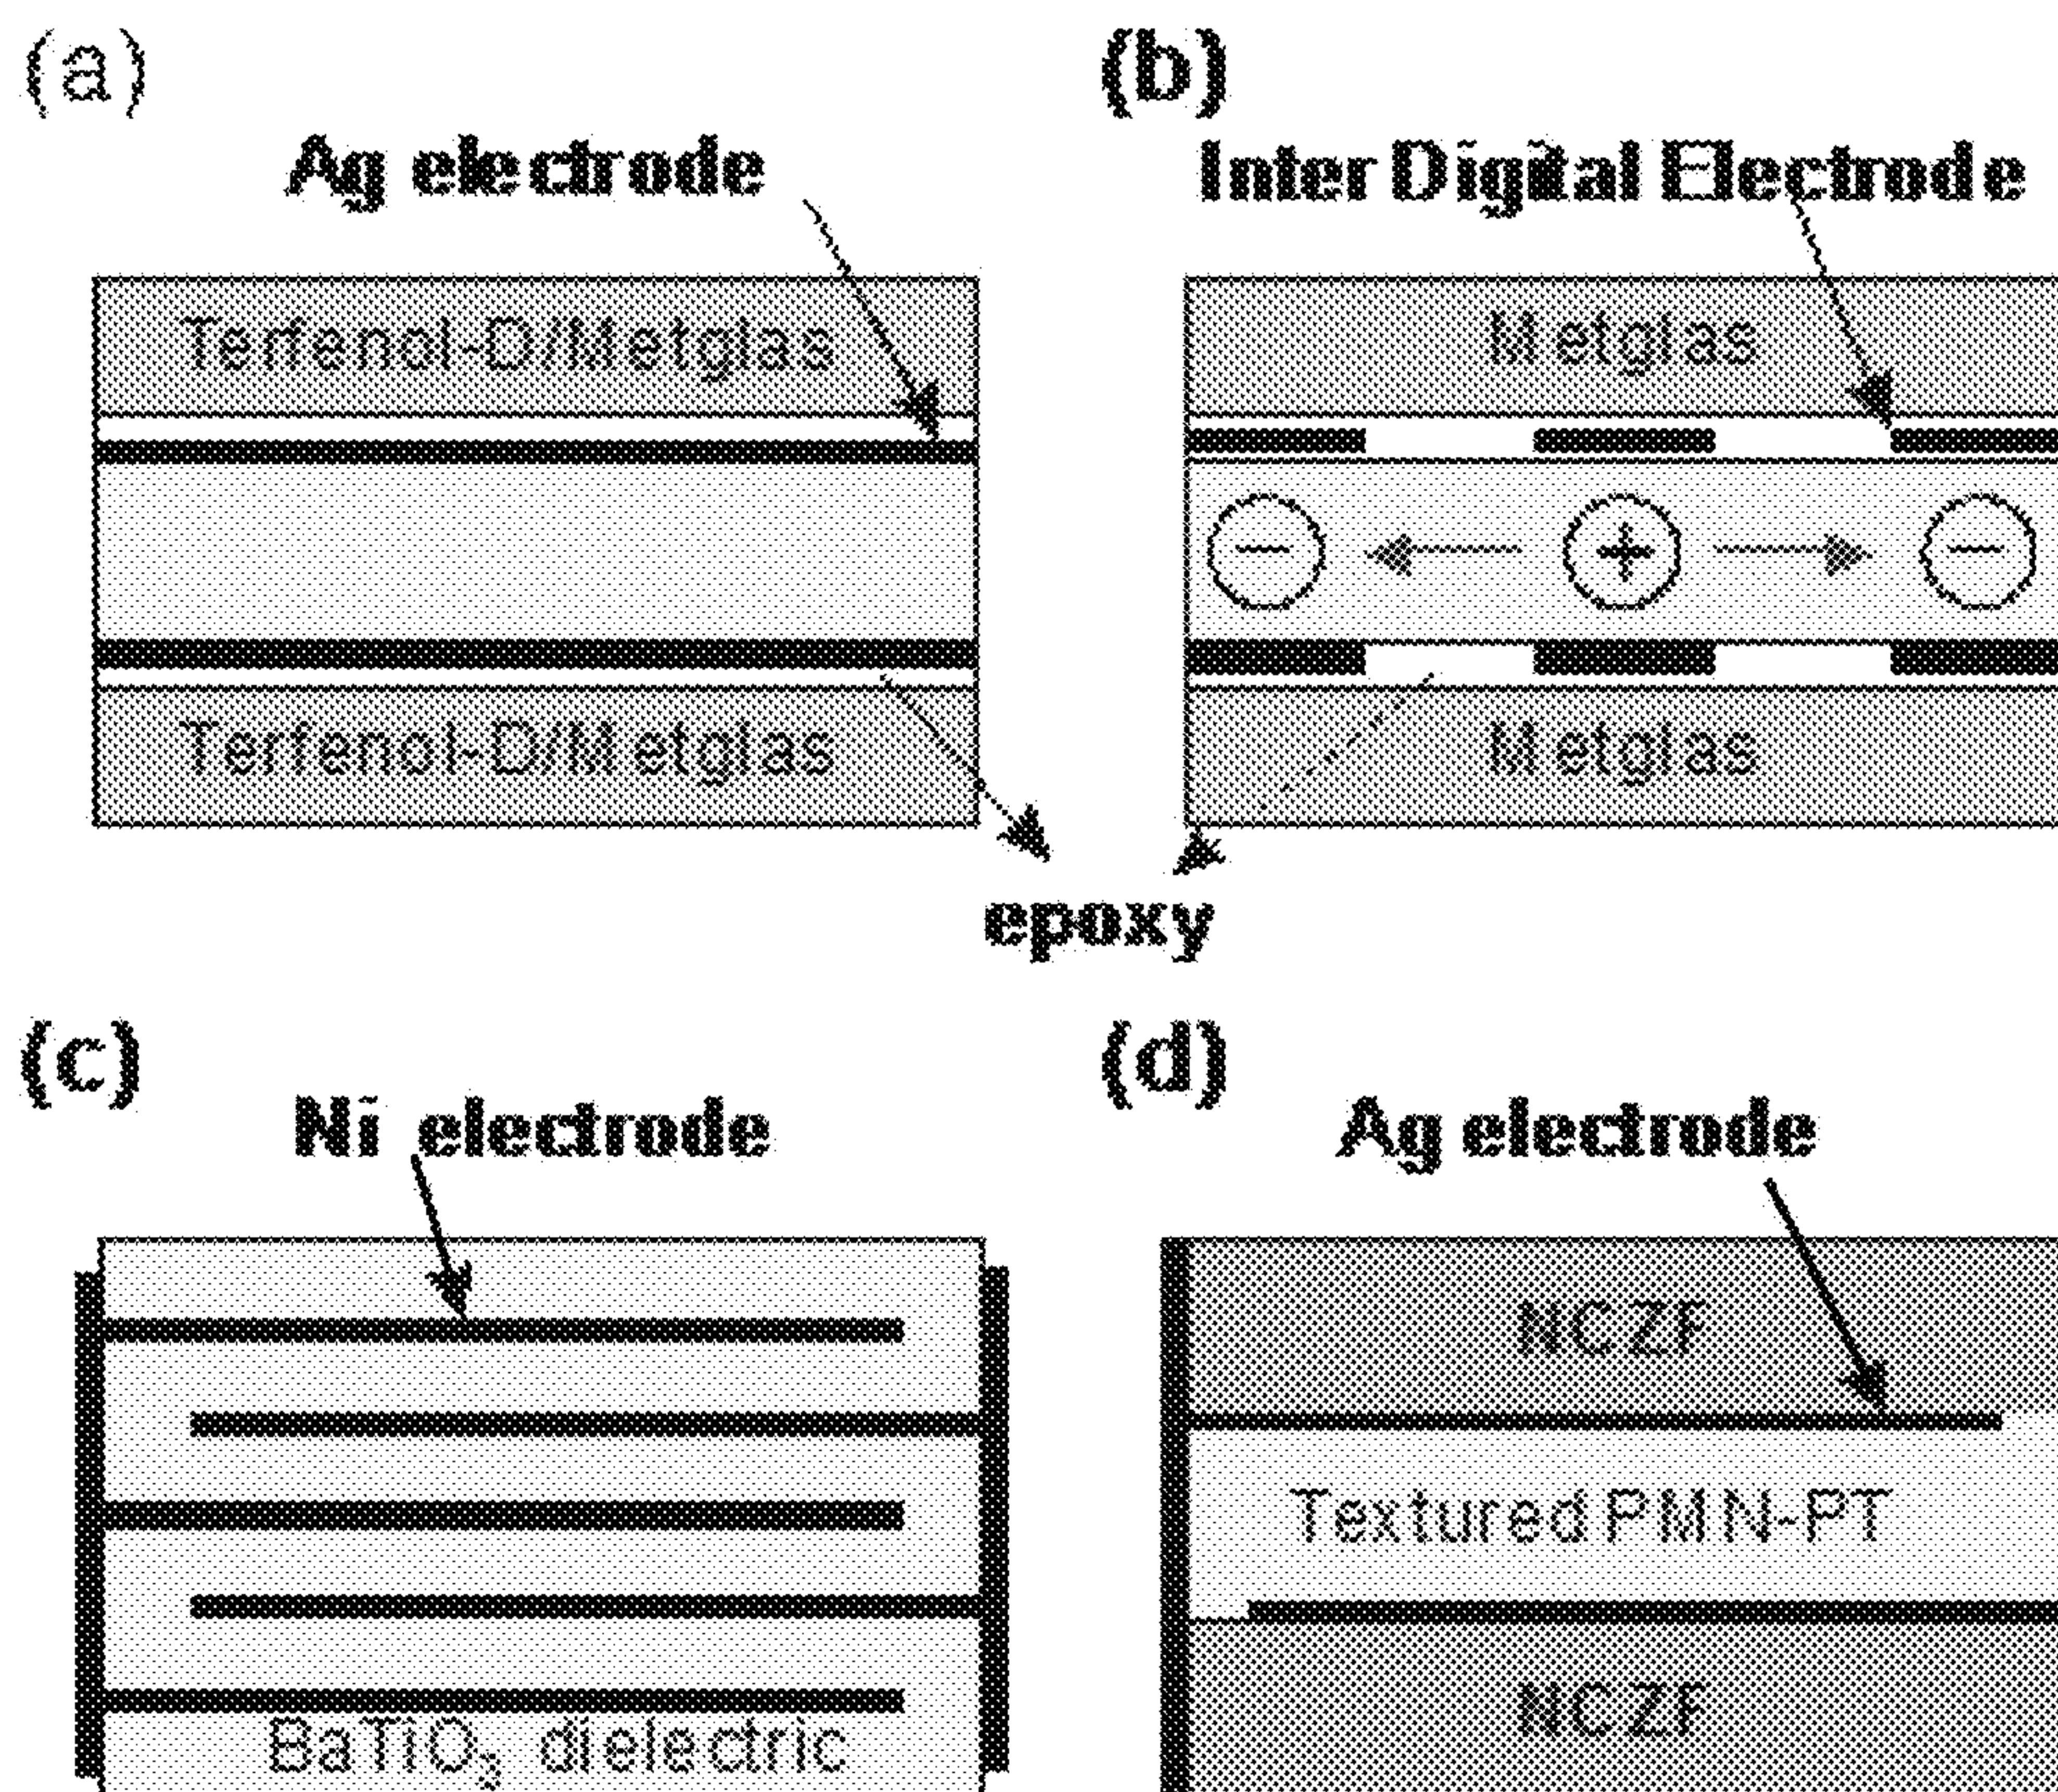 (a)
Ag electrode
Terfenol-D/Metglas
Terfenol-D/Metglas
(b)
Inter Digital Electrode
Metglas
− + −
Metglas
epoxy
(c)
Ni electrode
BaTiO₃ dielectric
(d)
Ag electrode
NCZF
Textured PMN-PT
NCZF